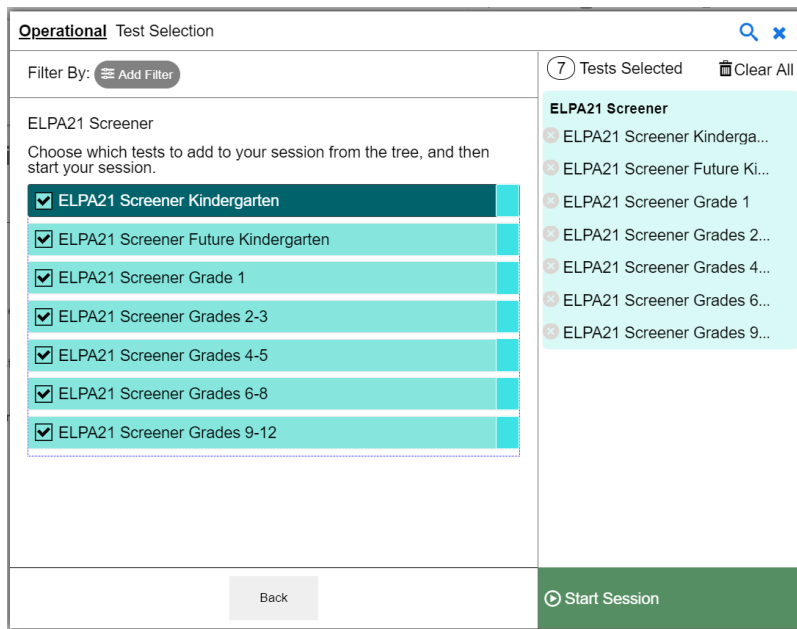 Operational Test Selection
Filter By: Add Filter
ELPA21 Screener
Choose which tests to add to your session from the tree, and then
start your session.
ELPA21 Screener Kindergarten
ELPA21 Screener Future Kindergarten
ELPA21 Screener Grade 1
ELPA21 Screener Grades 2-3
ELPA21 Screener Grades 4-5
ELPA21 Screener Grades 6-8
ELPA21 Screener Grades 9-12
Back
7 Tests Selected Clear All
ELPA21 Screener
ELPA21 Screener Kinderga...
ELPA21 Screener Future Ki...
ELPA21 Screener Grade 1
ELPA21 Screener Grades 2...
ELPA21 Screener Grades 4...
ELPA21 Screener Grades 6...
ELPA21 Screener Grades 9...
Start Session